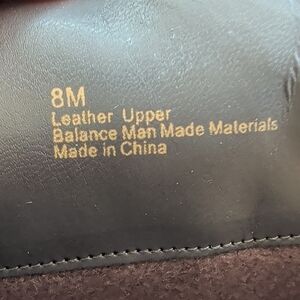 8M
Leather Upper
Balance Man Made Materials
Made in China